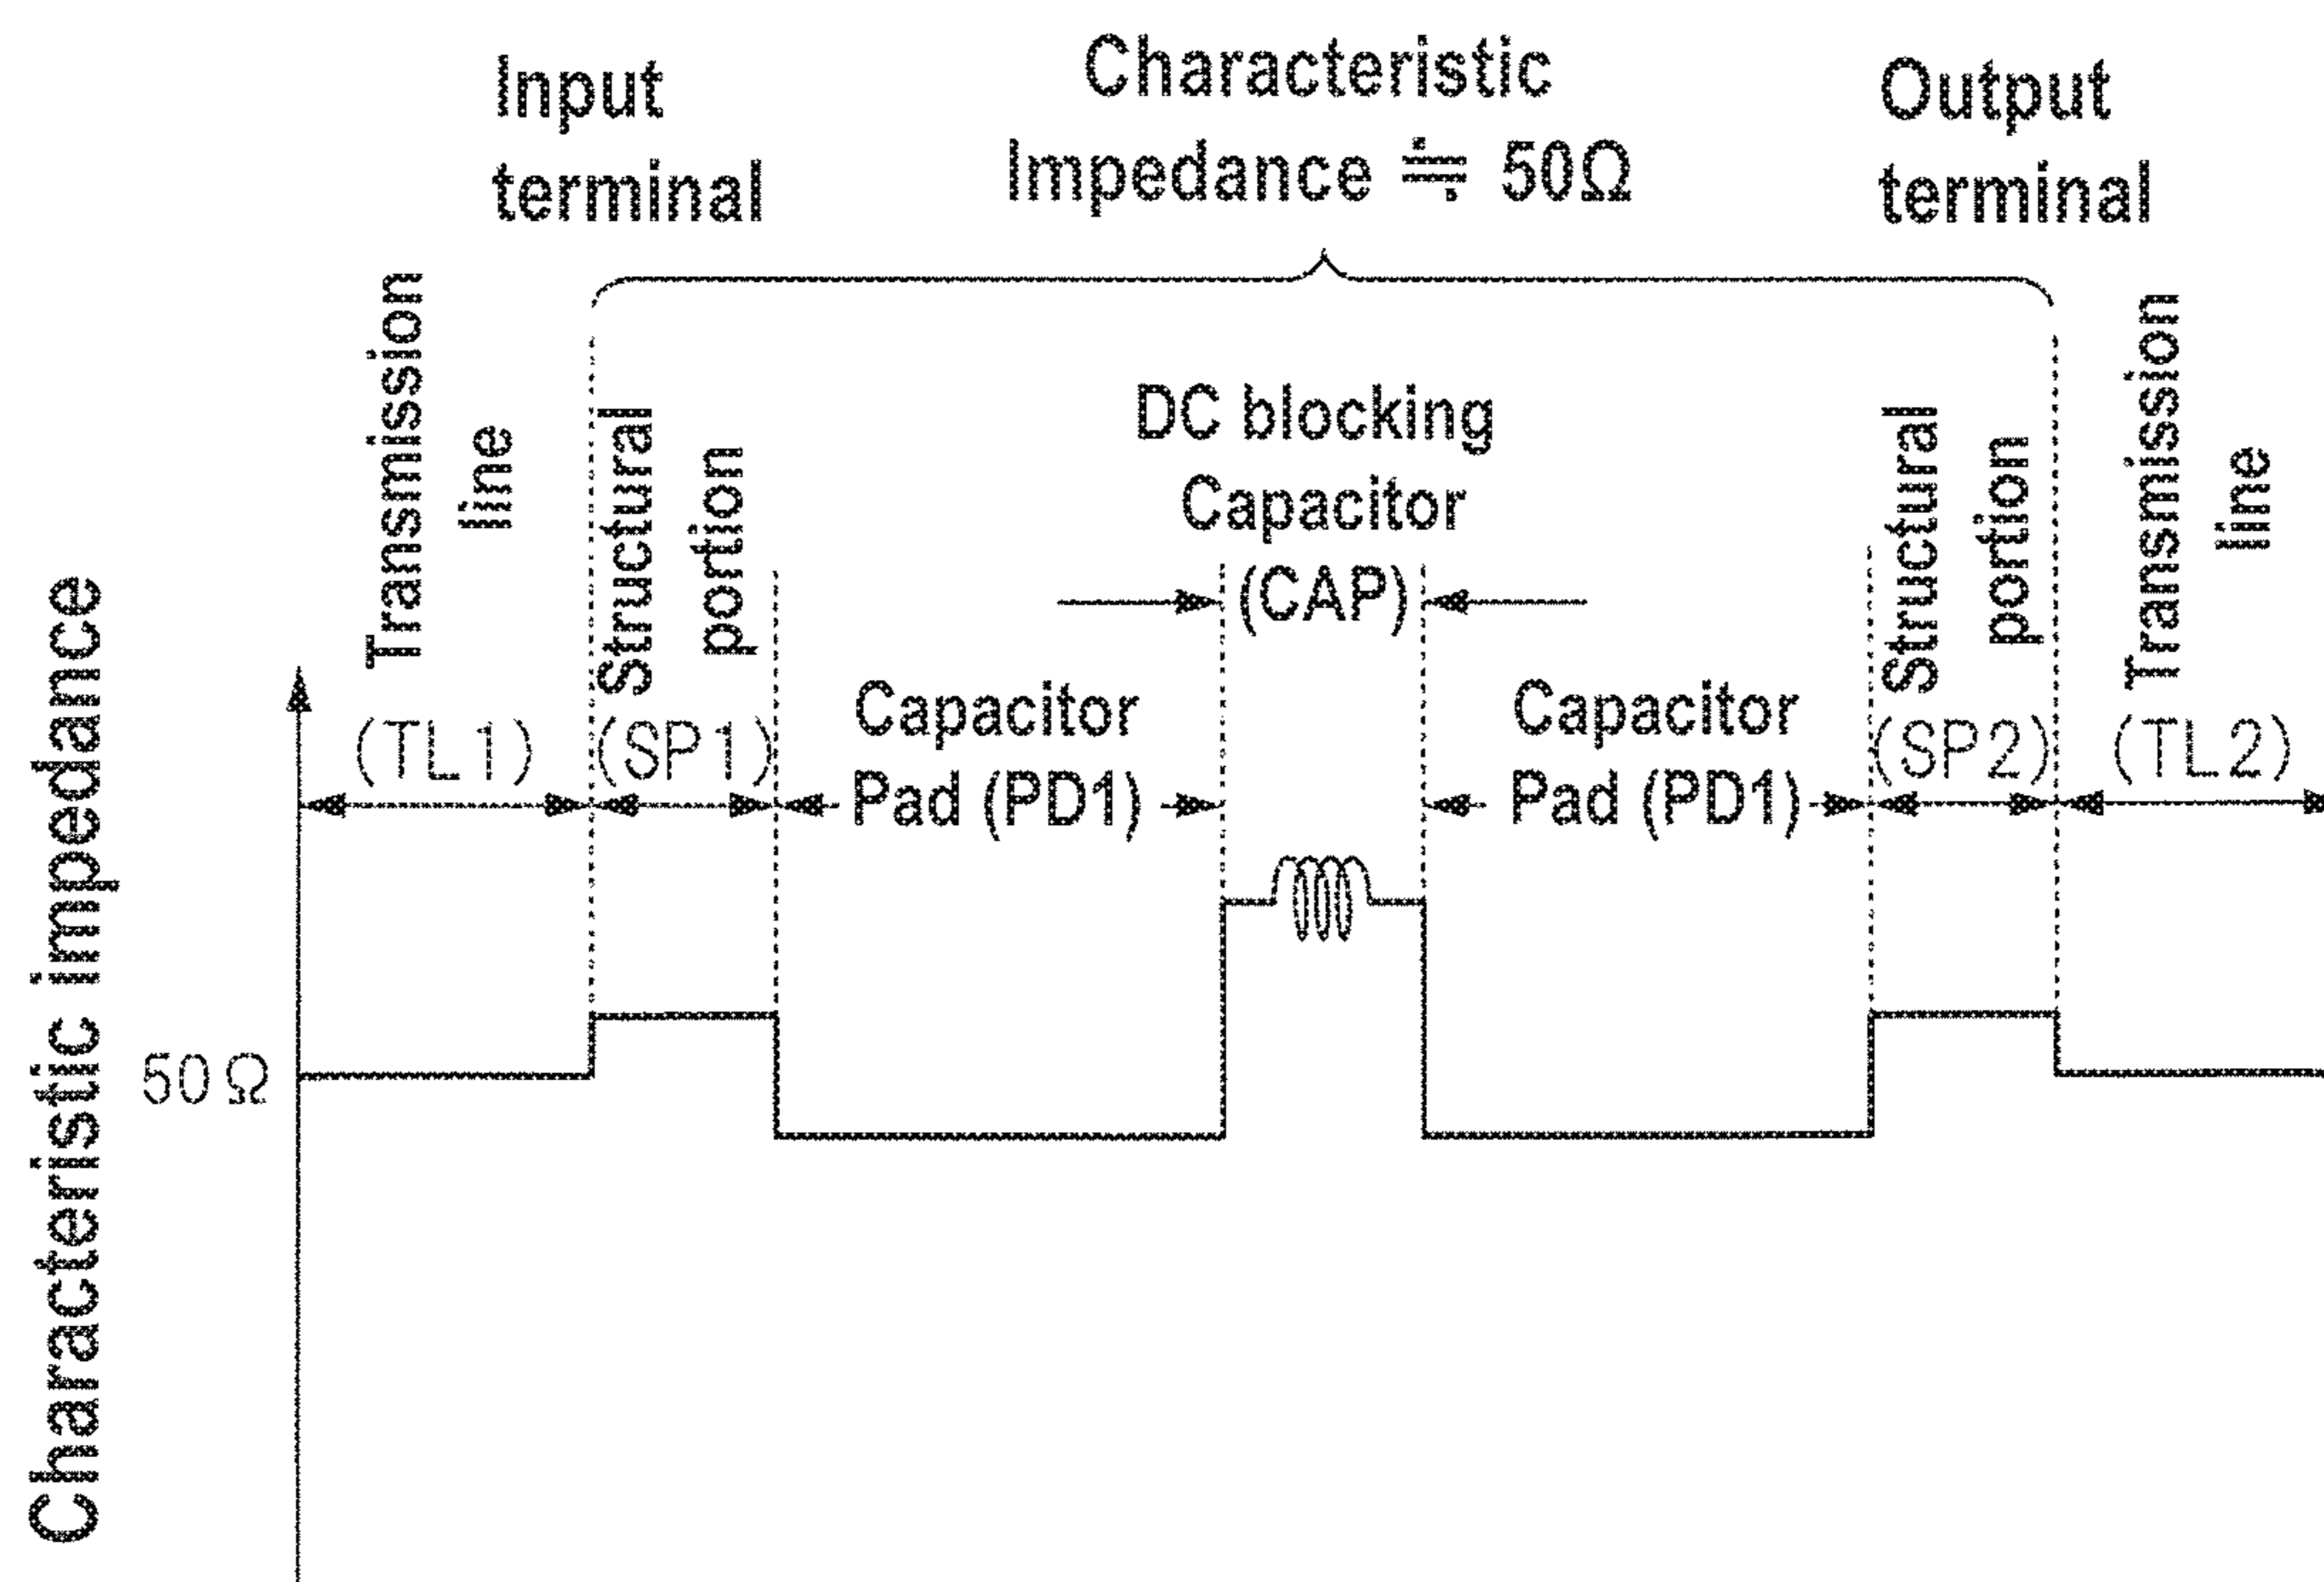 Input
terminal
Characteristic
Impedance ≒ 50Ω
Output
terminal
Transmission
line
(TL1)
Structural
portion
(SP1)
Capacitor
Pad (PD1)
DC blocking
Capacitor
(CAP)
Capacitor
Pad (PD1)
Structural
portion
(SP2)
Transmission
line
(TL2)
Characteristic impedance
50Ω